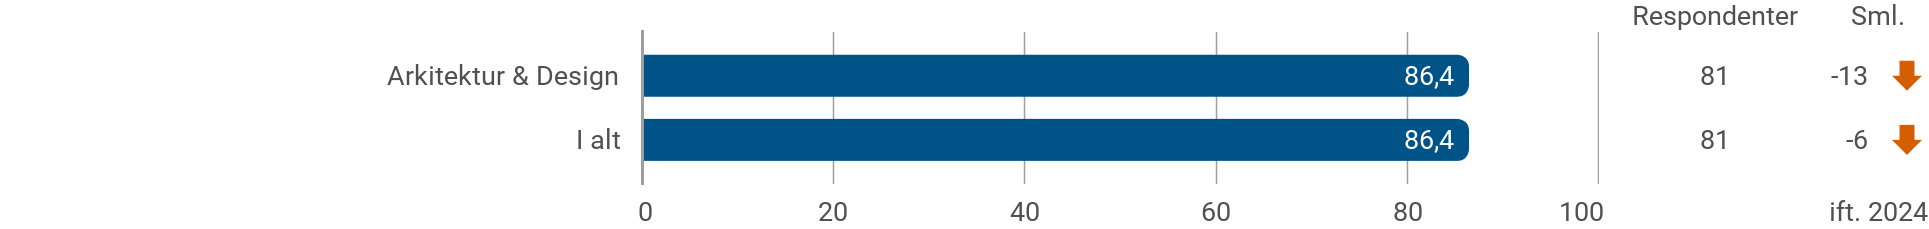 Respondenter Sml.
Arkitektur & Design 86,4 81 -13
I alt 86,4 81 -6
0 20 40 60 80 100 ift. 2024